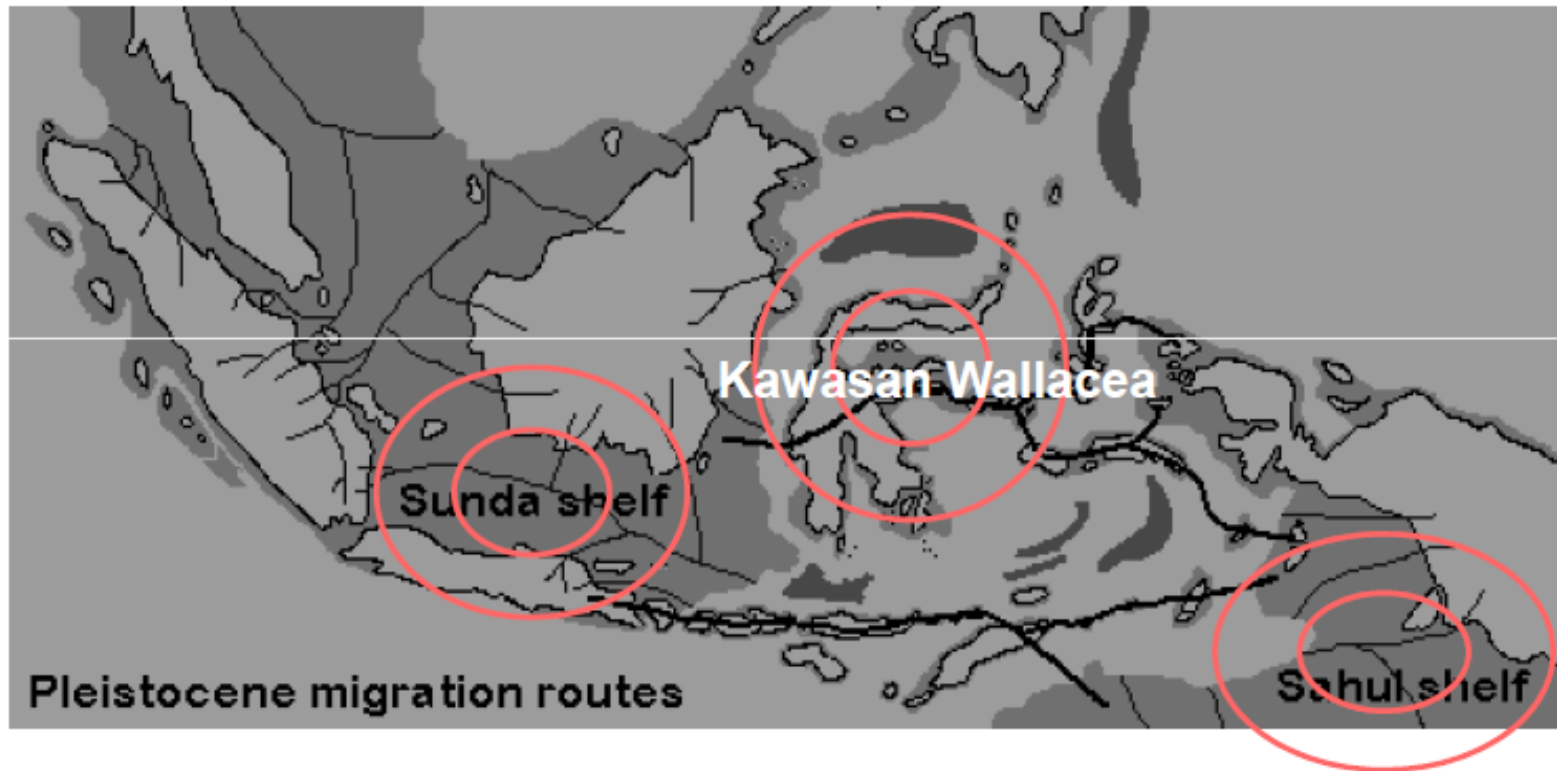 Kawasan Wallacea
Sunda shelf
Pleistocene migration routes
Sahul shelf